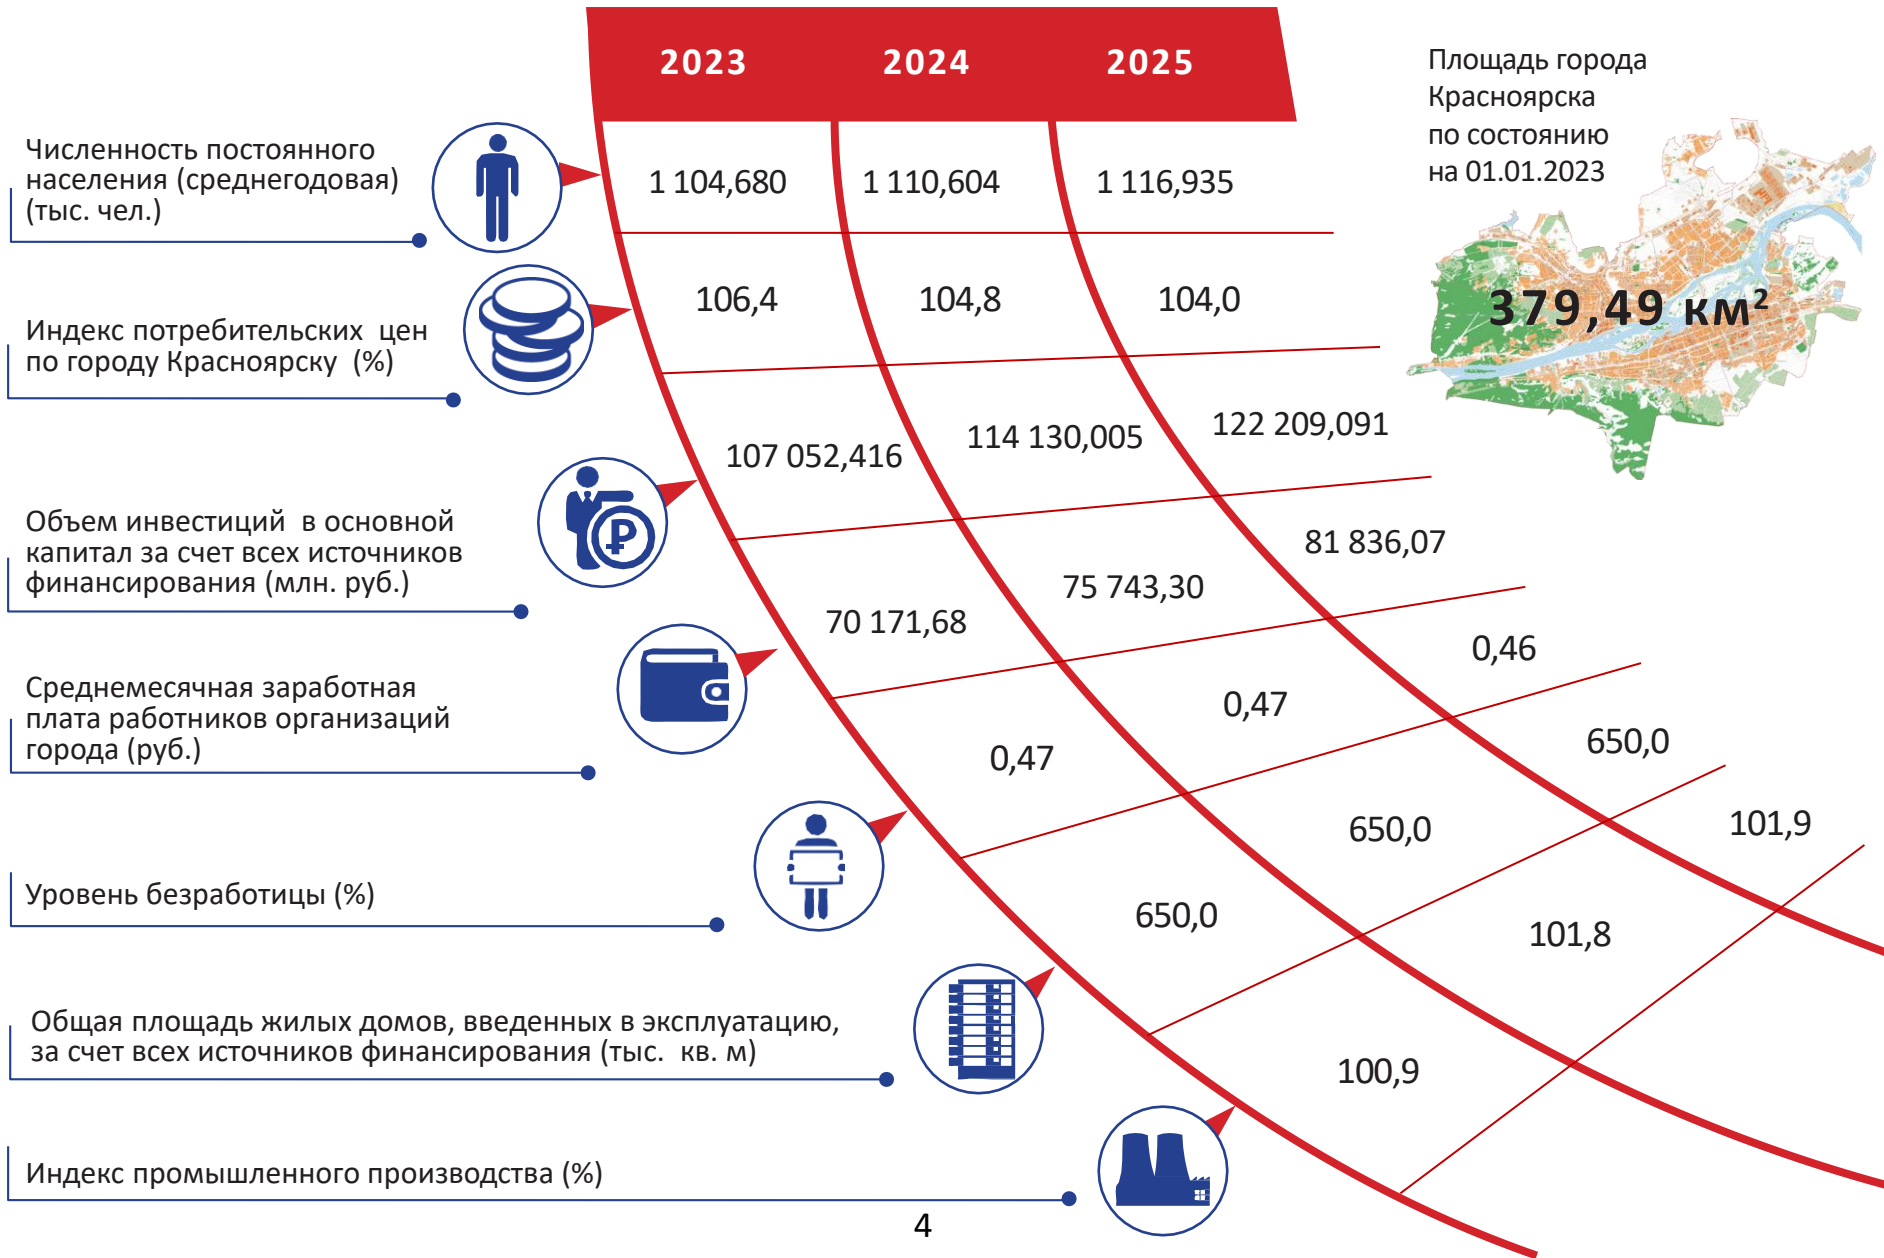 2023 2024 2025
Площадь города
Красноярска
по состоянию
на 01.01.2023
379,49 км²
Численность постоянного
населения (среднегодовая)
(тыс. чел.)
1 104,680 1 110,604 1 116,935
Индекс потребительских цен
по городу Красноярску (%)
106,4 104,8 104,0
Объем инвестиций в основной
капитал за счет всех источников
финансирования (млн. руб.)
107 052,416 114 130,005 122 209,091
Среднемесячная заработная
плата работников организаций
города (руб.)
70 171,68 75 743,30 81 836,07
Уровень безработицы (%)
0,47 0,47 0,46
Общая площадь жилых домов, введенных в эксплуатацию,
за счет всех источников финансирования (тыс. кв. м)
650,0 650,0 650,0
Индекс промышленного производства (%)
100,9 101,8 101,9
4